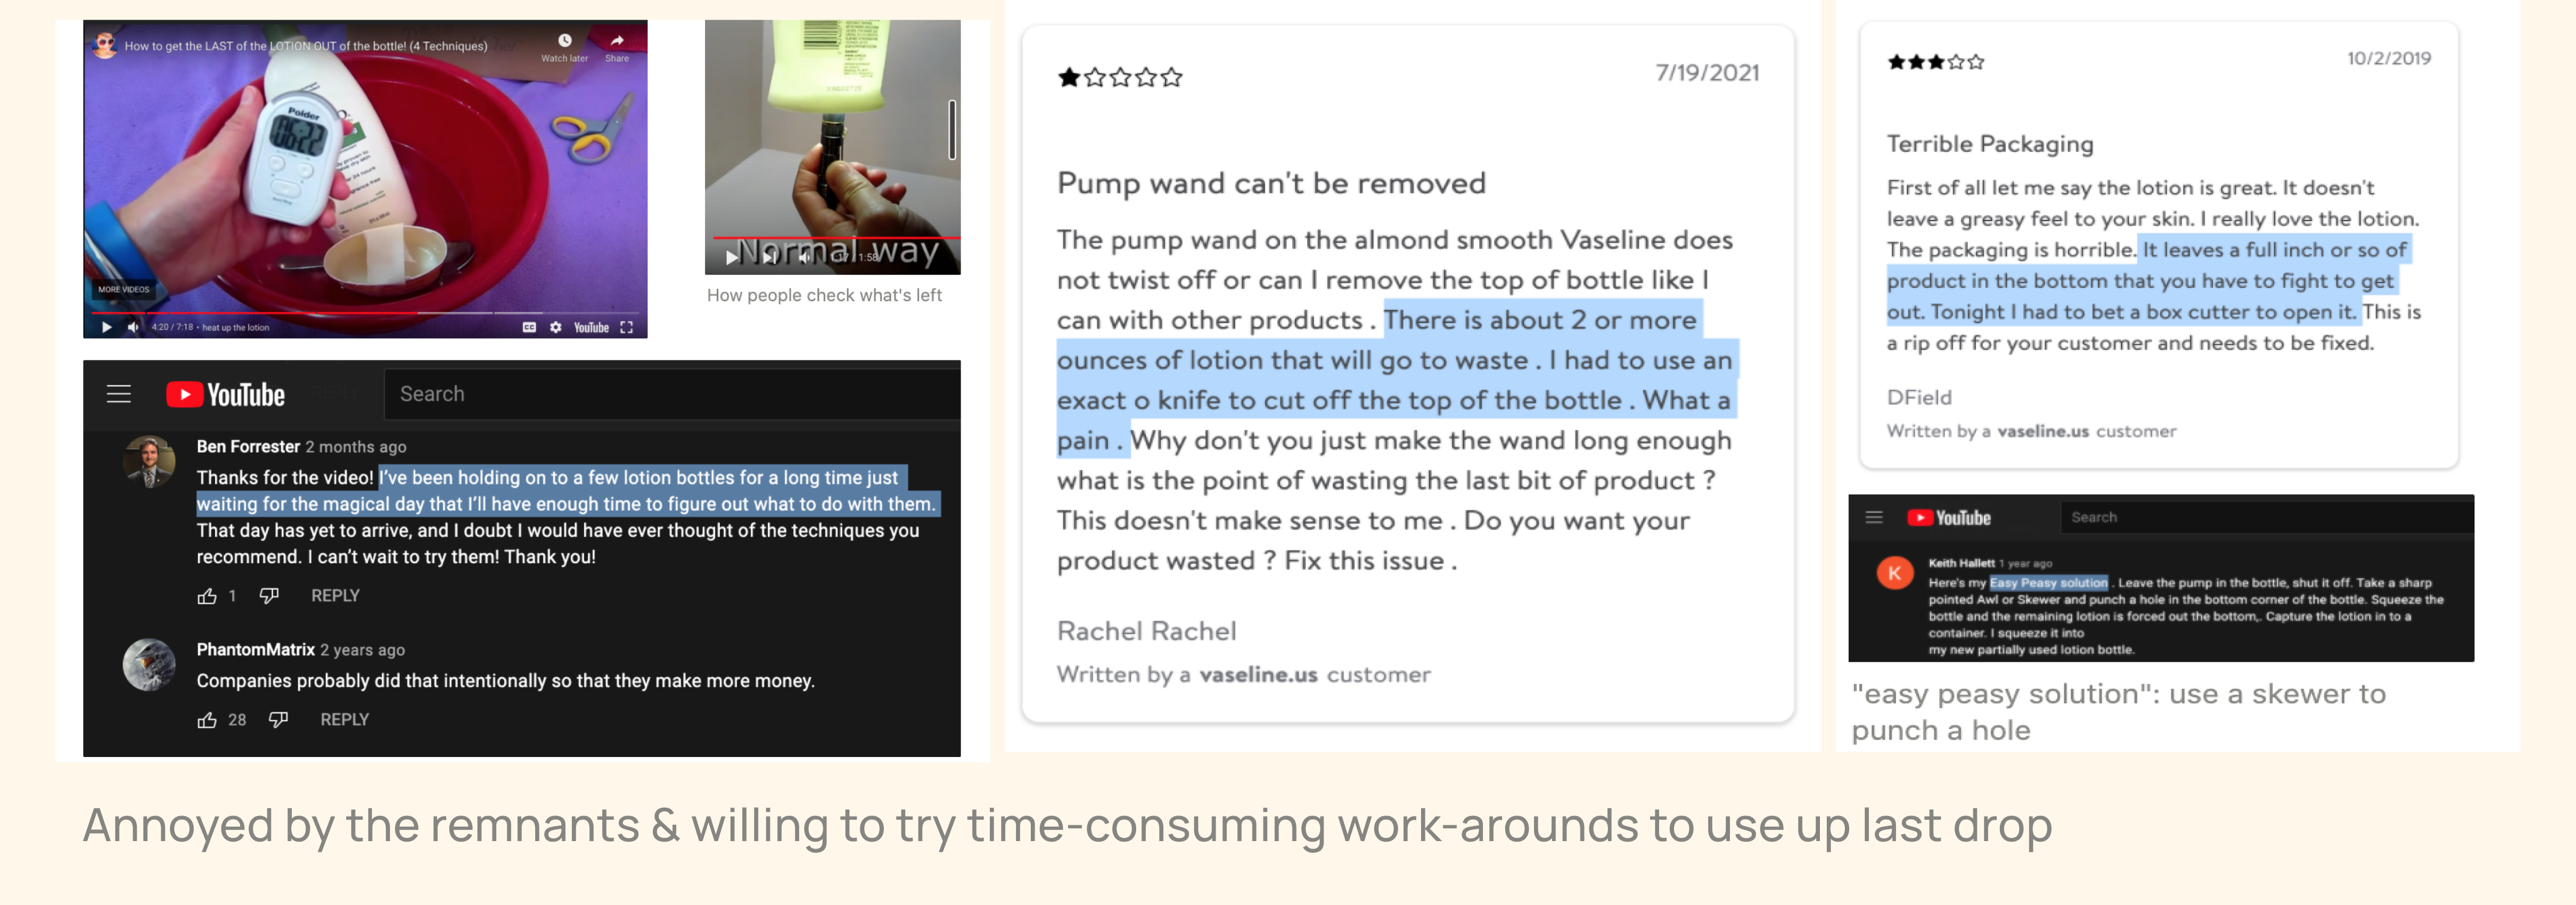 How to get the LAST of the LOTION OUT of the bottle! (4 Techniques)
Watch later
Share
Polder
MORE VIDEOS
4:20 / 7:18 • heat up the lotion
YouTube
Normal way
1:17 / 1:58
How people check what's left
YouTube
Search
Ben Forrester 2 months ago
Thanks for the video! I've been holding on to a few lotion bottles for a long time just
waiting for the magical day that I'll have enough time to figure out what to do with them.
That day has yet to arrive, and I doubt I would have ever thought of the techniques you
recommend. I can't wait to try them! Thank you!
1
REPLY
PhantomMatrix 2 years ago
Companies probably did that intentionally so that they make more money.
28
REPLY
7/19/2021
Pump wand can't be removed
The pump wand on the almond smooth Vaseline does
not twist off or can I remove the top of bottle like I
can with other products . There is about 2 or more
ounces of lotion that will go to waste . I had to use an
exact o knife to cut off the top of the bottle . What a
pain . Why don't you just make the wand long enough
what is the point of wasting the last bit of product ?
This doesn't make sense to me . Do you want your
product wasted ? Fix this issue .
Rachel Rachel
Written by a vaseline.us customer
10/2/2019
Terrible Packaging
First of all let me say the lotion is great. It doesn't
leave a greasy feel to your skin. I really love the lotion.
The packaging is horrible. It leaves a full inch or so of
product in the bottom that you have to fight to get
out. Tonight I had to bet a box cutter to open it. This is
a rip off for your customer and needs to be fixed.
DField
Written by a vaseline.us customer
YouTube
Search
K
Keith Hallett 1 year ago
Here's my Easy Peasy solution . Leave the pump in the bottle, shut it off. Take a sharp
pointed Awl or Skewer and punch a hole in the bottom corner of the bottle. Squeeze the
bottle and the remaining lotion is forced out the bottom,. Capture the lotion in to a
container. I squeeze it into
my new partially used lotion bottle.
"easy peasy solution": use a skewer to
punch a hole
Annoyed by the remnants & willing to try time-consuming work-arounds to use up last drop